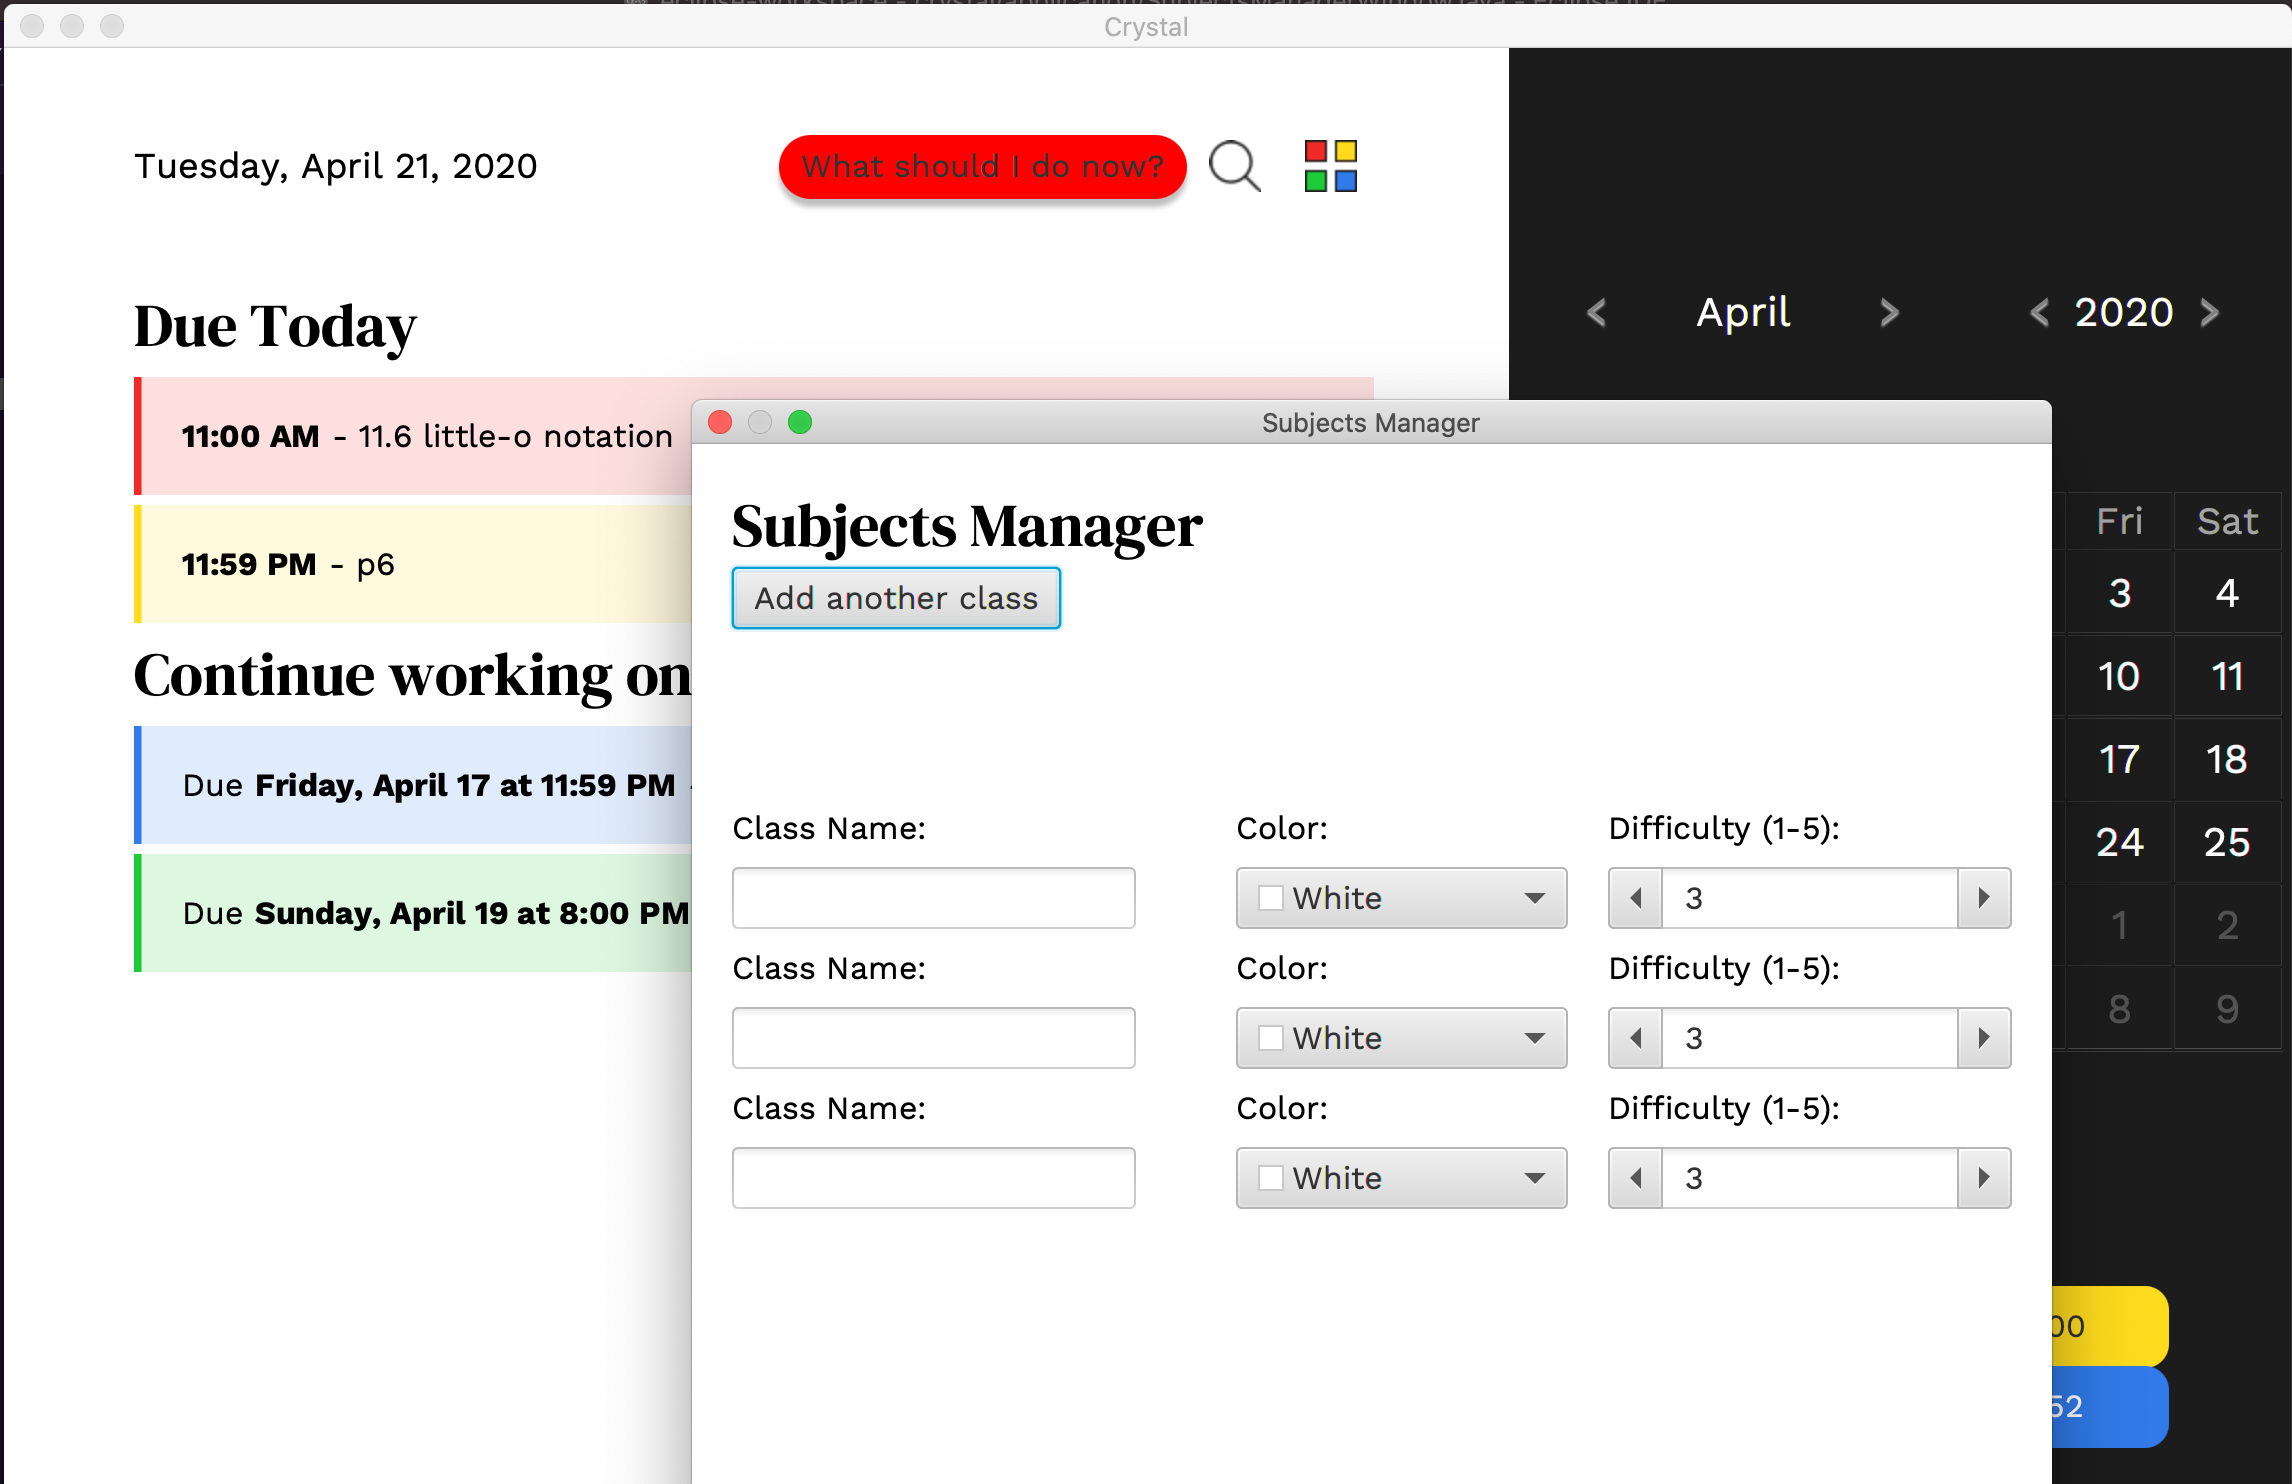 Crystal
Tuesday, April 21, 2020
What should I do now?
< April > < 2020 >
Due Today
11:00 AM - 11.6 little-o notation
11:59 PM - p6
Continue working on
Due Friday, April 17 at 11:59 PM -
Due Sunday, April 19 at 8:00 PM
Subjects Manager
Subjects Manager
Add another class
Class Name: Color: Difficulty (1-5):
White 3
Class Name: Color: Difficulty (1-5):
White 3
Class Name: Color: Difficulty (1-5):
White 3
Fri Sat
3 4
10 11
17 18
24 25
1 2
8 9
00
52